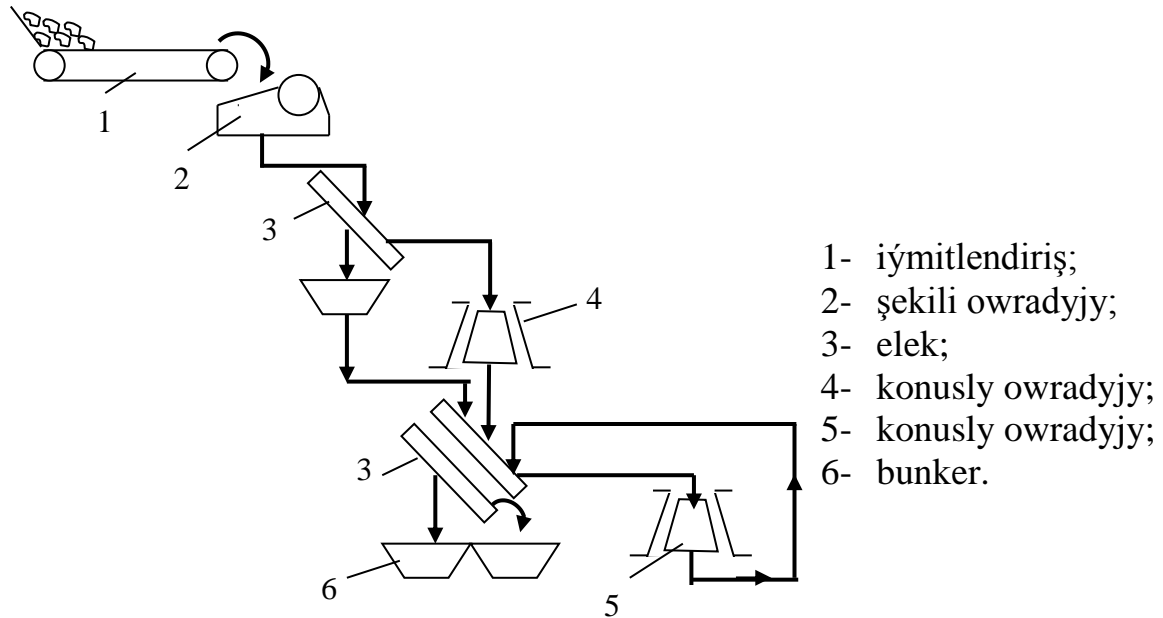 1
2
3
4
3
6
5
1- iýmitlendiriş;
2- şekili owradyjy;
3- elek;
4- konusly owradyjy;
5- konusly owradyjy;
6- bunker.